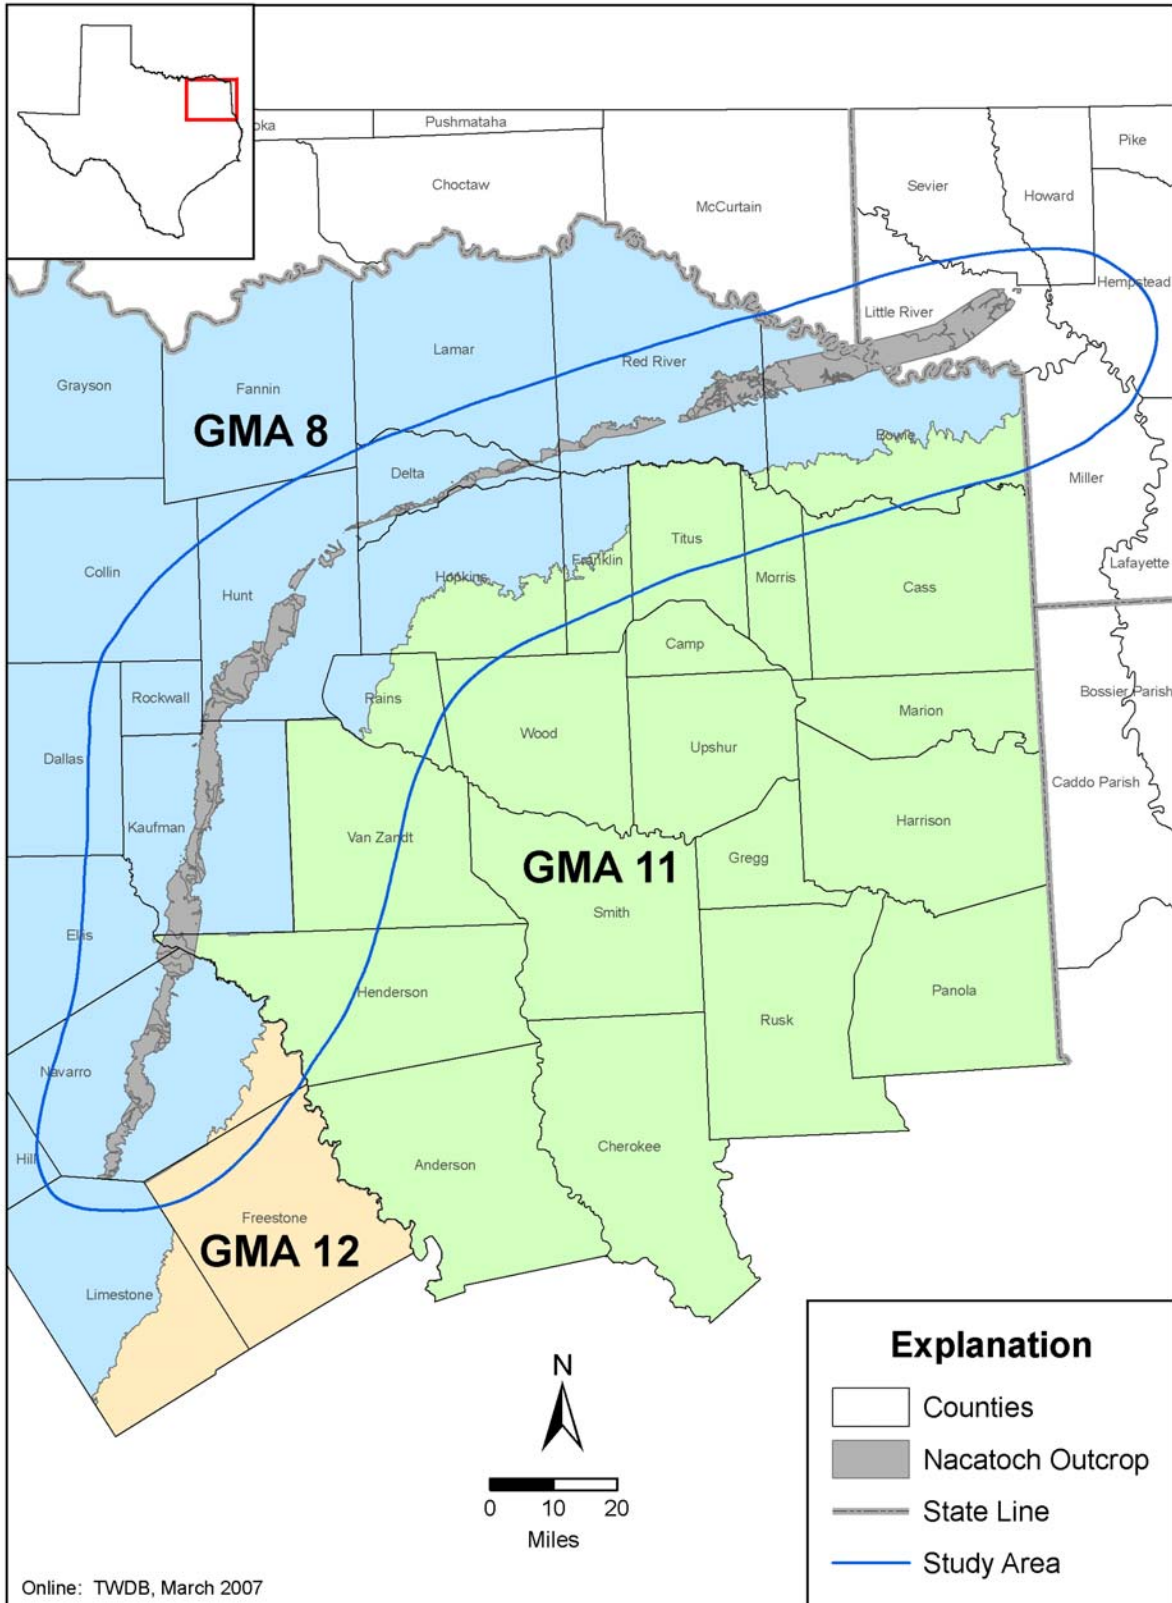 oka
Pushmataha
Pike
Choctaw
Sevier
Howard
McCurtain
Hempstead
Little River
Lamar
Red River
Grayson
Fannin
GMA 8
Bowie
Delta
Miller
Titus
Collin
Hunt
Hopkins
Franklin
Morris
Cass
Lafayette
Camp
Rockwall
Rains
Bossier Parish
Marion
Wood
Upshur
Dallas
Caddo Parish
Kaufman
Van Zandt
Harrison
GMA 11
Gregg
Smith
Ellis
Henderson
Panola
Rusk
Navarro
Cherokee
Hill
Anderson
Freestone
GMA 12
Limestone
N
0 10 20
Miles
Explanation
Counties
Nacatoch Outcrop
State Line
Study Area
Online: TWDB, March 2007